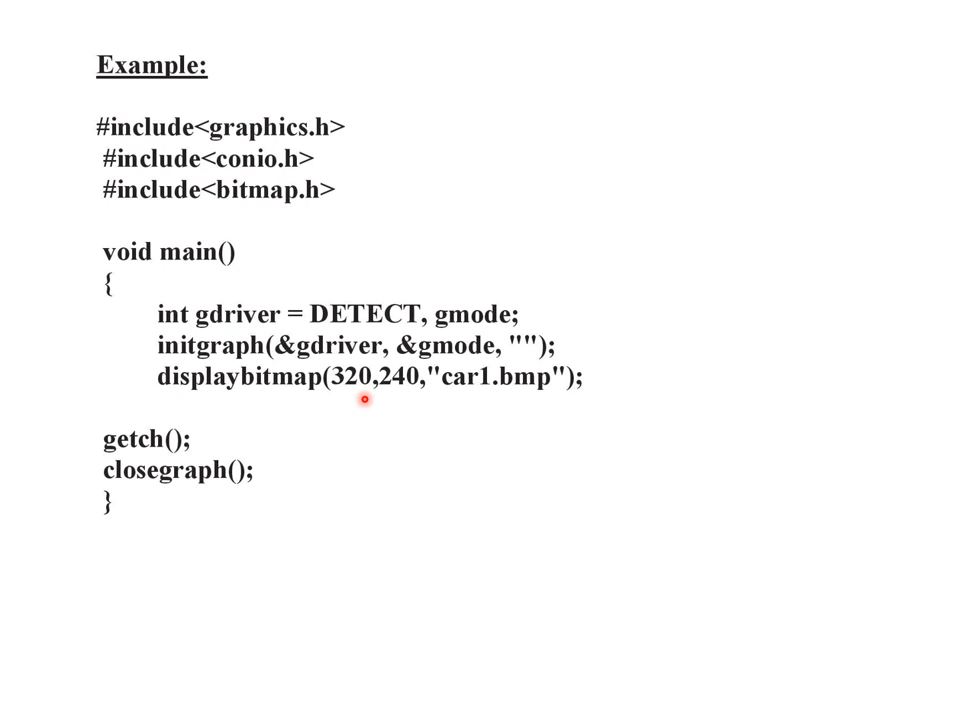 Example:
#include<graphics.h>
#include<conio.h>
#include<bitmap.h>
void main()
{
int gdriver = DETECT, gmode;
initgraph(&gdriver, &gmode, "");
displaybitmap(320,240,"car1.bmp");
getch();
closegraph();
}